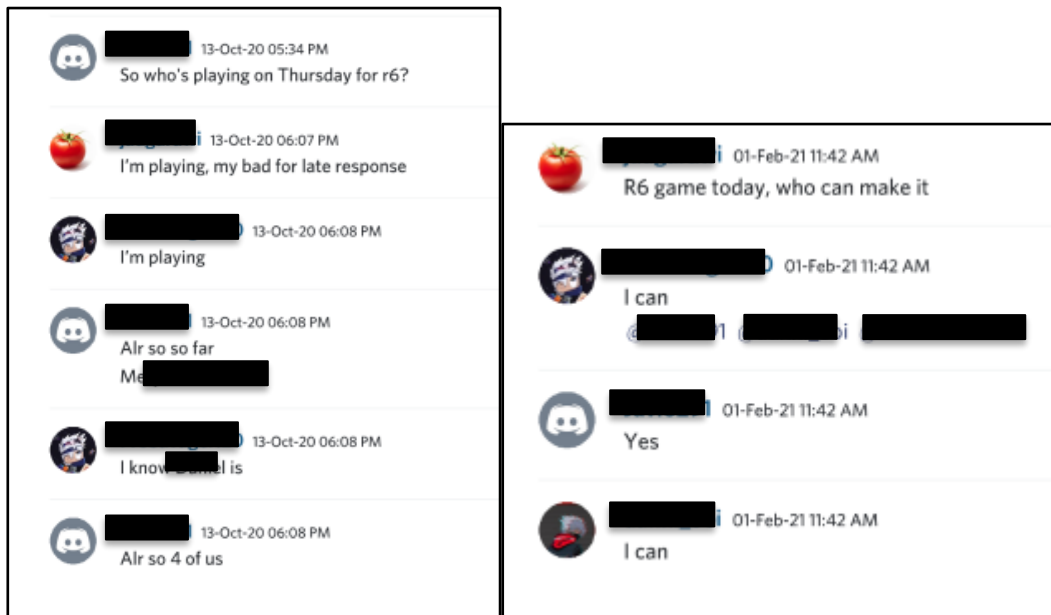 13-Oct-20 05:34 PM
So who's playing on Thursday for r6?
13-Oct-20 06:07 PM
I'm playing, my bad for late response
13-Oct-20 06:08 PM
I'm playing
13-Oct-20 06:08 PM
Alr so so far
Me
13-Oct-20 06:08 PM
I know is
13-Oct-20 06:08 PM
Alr so 4 of us
01-Feb-21 11:42 AM
R6 game today, who can make it
01-Feb-21 11:42 AM
I can
01-Feb-21 11:42 AM
Yes
01-Feb-21 11:42 AM
I can